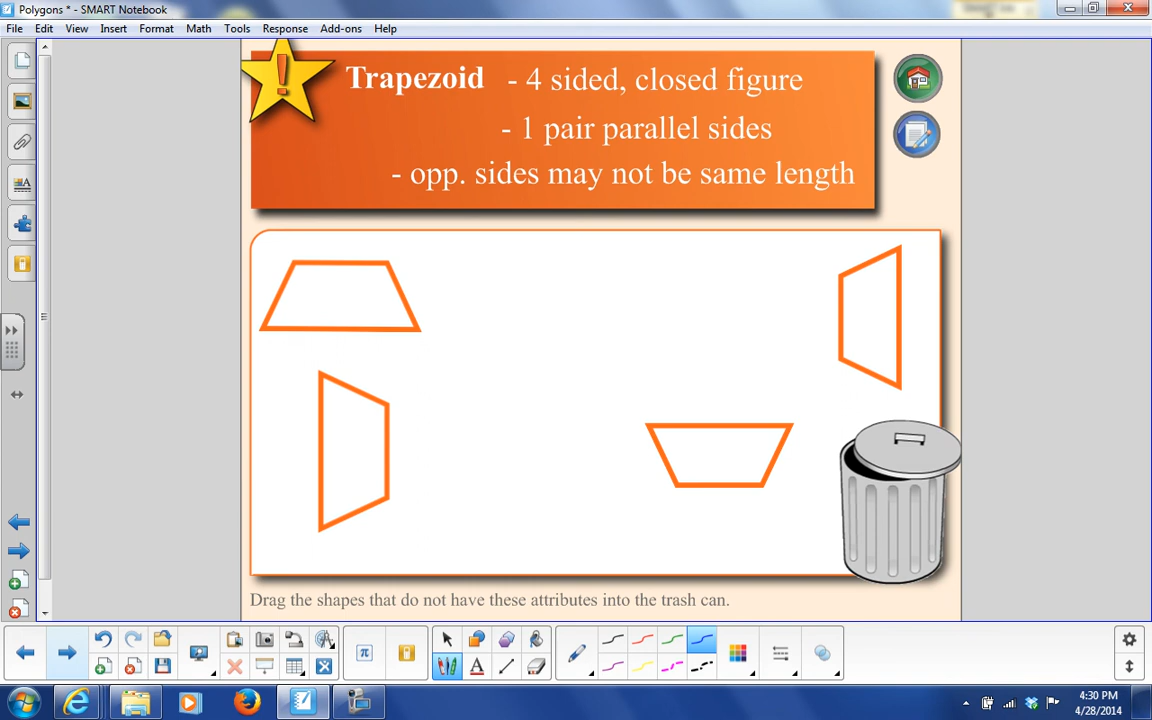 Polygons * - SMART Notebook
File Edit View Insert Format Math Tools Response Add-ons Help
Trapezoid - 4 sided, closed figure
- 1 pair parallel sides
- opp. sides may not be same length
Drag the shapes that do not have these attributes into the trash can.
4:30 PM
4/28/2014